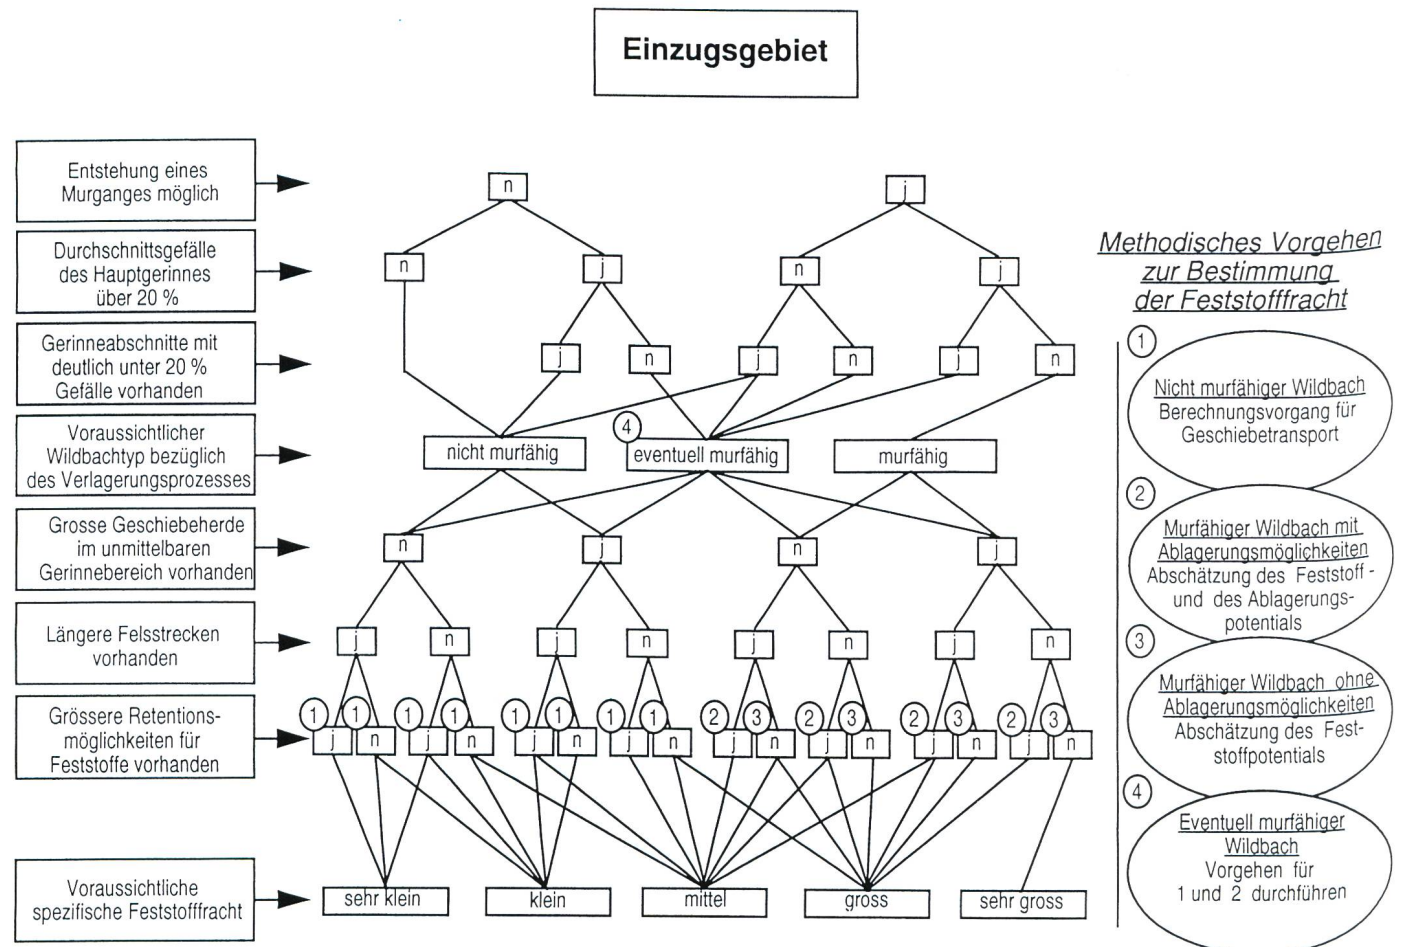 Einzugsgebiet
Entstehung eines
Murganges möglich
n
j
Durchschnittsgefälle
des Hauptgerinnes
über 20 %
n
j
n
j
Gerinneabschnitte mit
deutlich unter 20 %
Gefälle vorhanden
j
n
j
n
j
n
Voraussichtlicher
Wildbachtyp bezüglich
des Verlagerungsprozesses
nicht murfähig
4
eventuell murfähig
murfähig
Grosse Geschiebeherde
im unmittelbaren
Gerinnebereich vorhanden
n
j
n
j
Längere Felsstrecken
vorhanden
j
n
j
n
j
n
j
n
Grössere Retentions-
möglichkeiten für
Feststoffe vorhanden
1 1 1 1 1 1 1 1 2 3 2 3 2 3 2 3
j n j n j n j n j n j n j n j n
Voraussichtliche
spezifische Feststofffracht
sehr klein
klein
mittel
gross
sehr gross
Methodisches Vorgehen
zur Bestimmung
der Feststofffracht
1
Nicht murfähiger Wildbach
Berechnungsvorgang für
Geschiebetransport
2
Murfähiger Wildbach mit
Ablagerungsmöglichkeiten
Abschätzung des Feststoff -
und des Ablagerungs-
potentials
3
Murfähiger Wildbach ohne
Ablagerungsmöglichkeiten
Abschätzung des Fest-
stoffpotentials
4
Eventuell murfähiger
Wildbach
Vorgehen für
1 und 2 durchführen